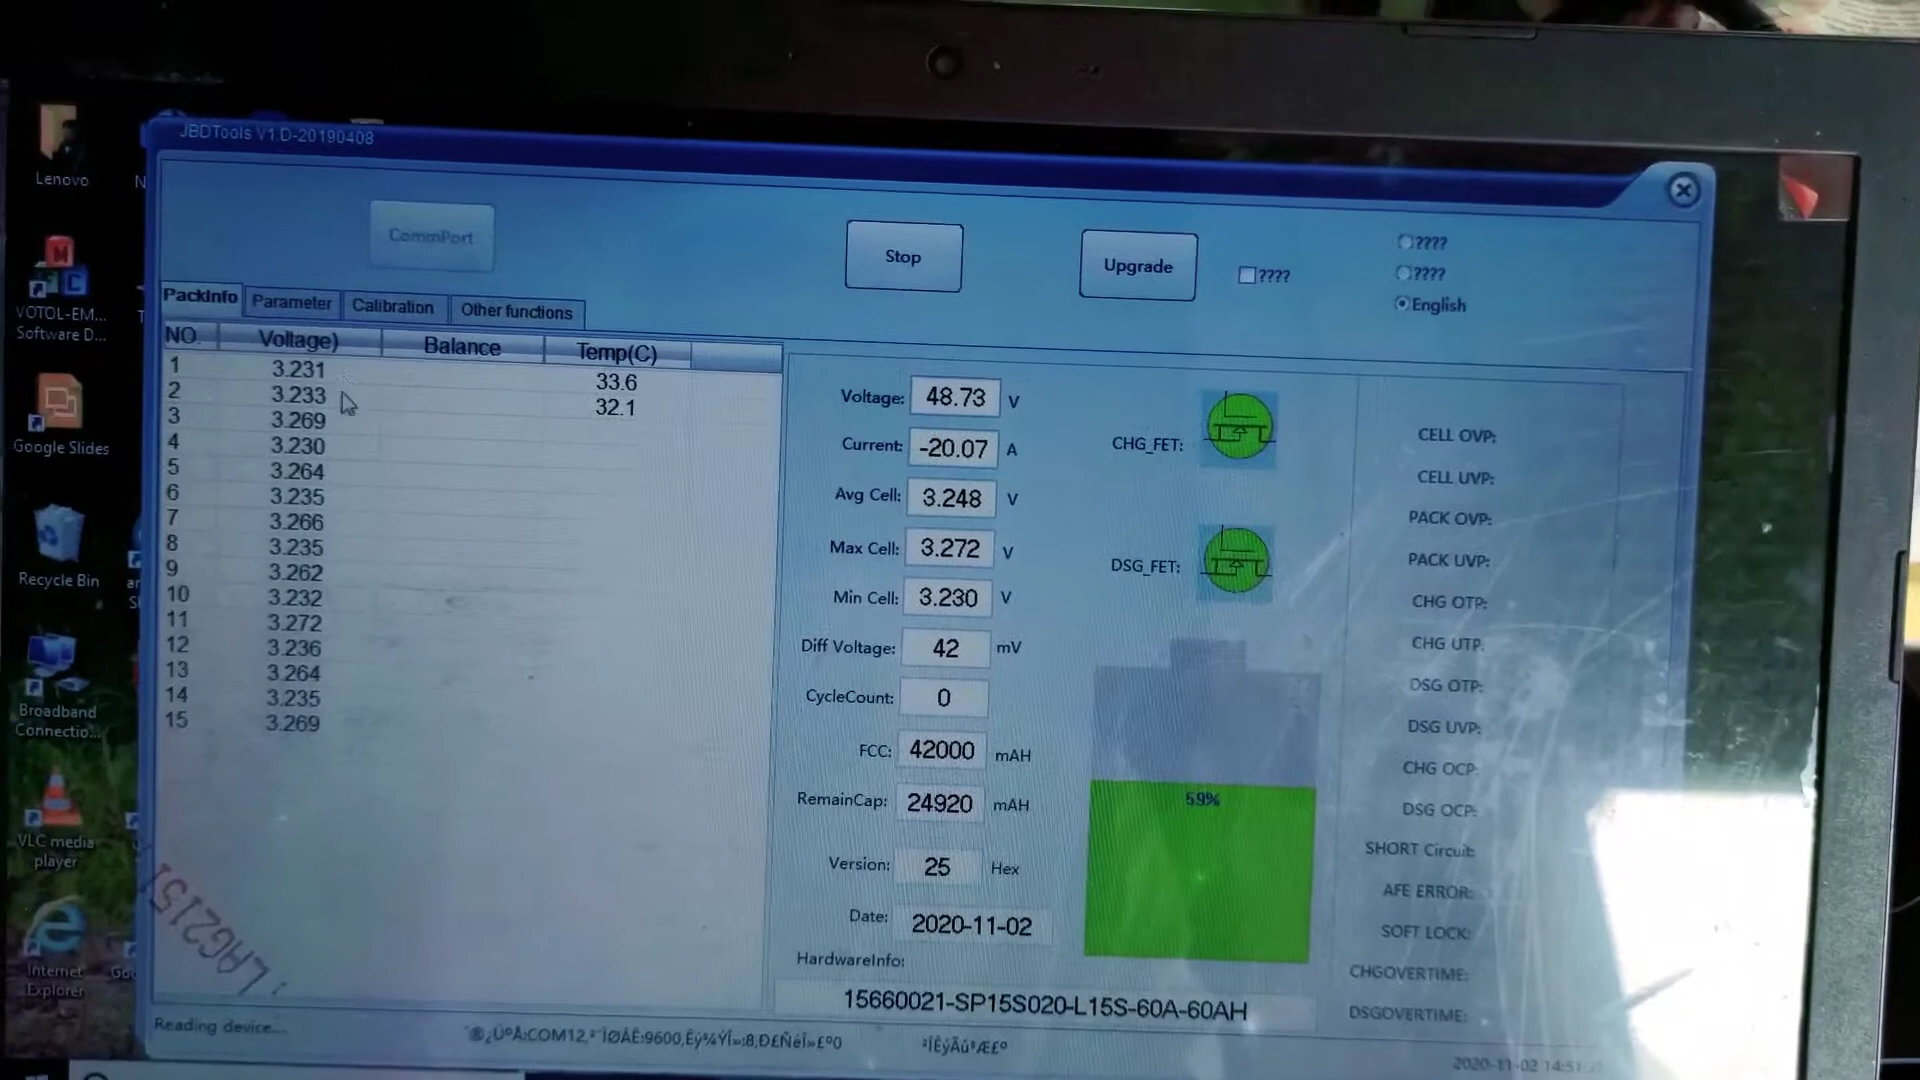 JBDTools V1.D-20190408
Lenovo
VOTOL-EM...
Software D...
Google Slides
Recycle Bin
Broadband
Connectio...
VLC media
player
Internet
Explorer
CommPort
Stop
Upgrade
????
????
????
English
PackInfo Parameter Calibration Other functions
NO. Voltage) Balance Temp(C)
1 3.231 33.6
2 3.233 32.1
3 3.269
4 3.230
5 3.264
6 3.235
7 3.266
8 3.235
9 3.262
10 3.232
11 3.272
12 3.236
13 3.264
14 3.235
15 3.269
Voltage: 48.73 V
Current: -20.07 A
Avg Cell: 3.248 V
Max Cell: 3.272 V
Min Cell: 3.230 V
Diff Voltage: 42 mV
CycleCount: 0
FCC: 42000 mAH
RemainCap: 24920 mAH
Version: 25 Hex
Date: 2020-11-02
HardwareInfo:
15660021-SP15S020-L15S-60A-60AH
CHG_FET:
DSG_FET:
59%
CELL OVP:
CELL UVP:
PACK OVP:
PACK UVP:
CHG OTP:
CHG UTP:
DSG OTP:
DSG UVP:
CHG OCP:
DSG OCP:
SHORT Circuit:
AFE ERROR:
SOFT LOCK:
CHGOVERTIME:
DSGOVERTIME:
LAG2151
Reading device...
2020-11-02 14:51